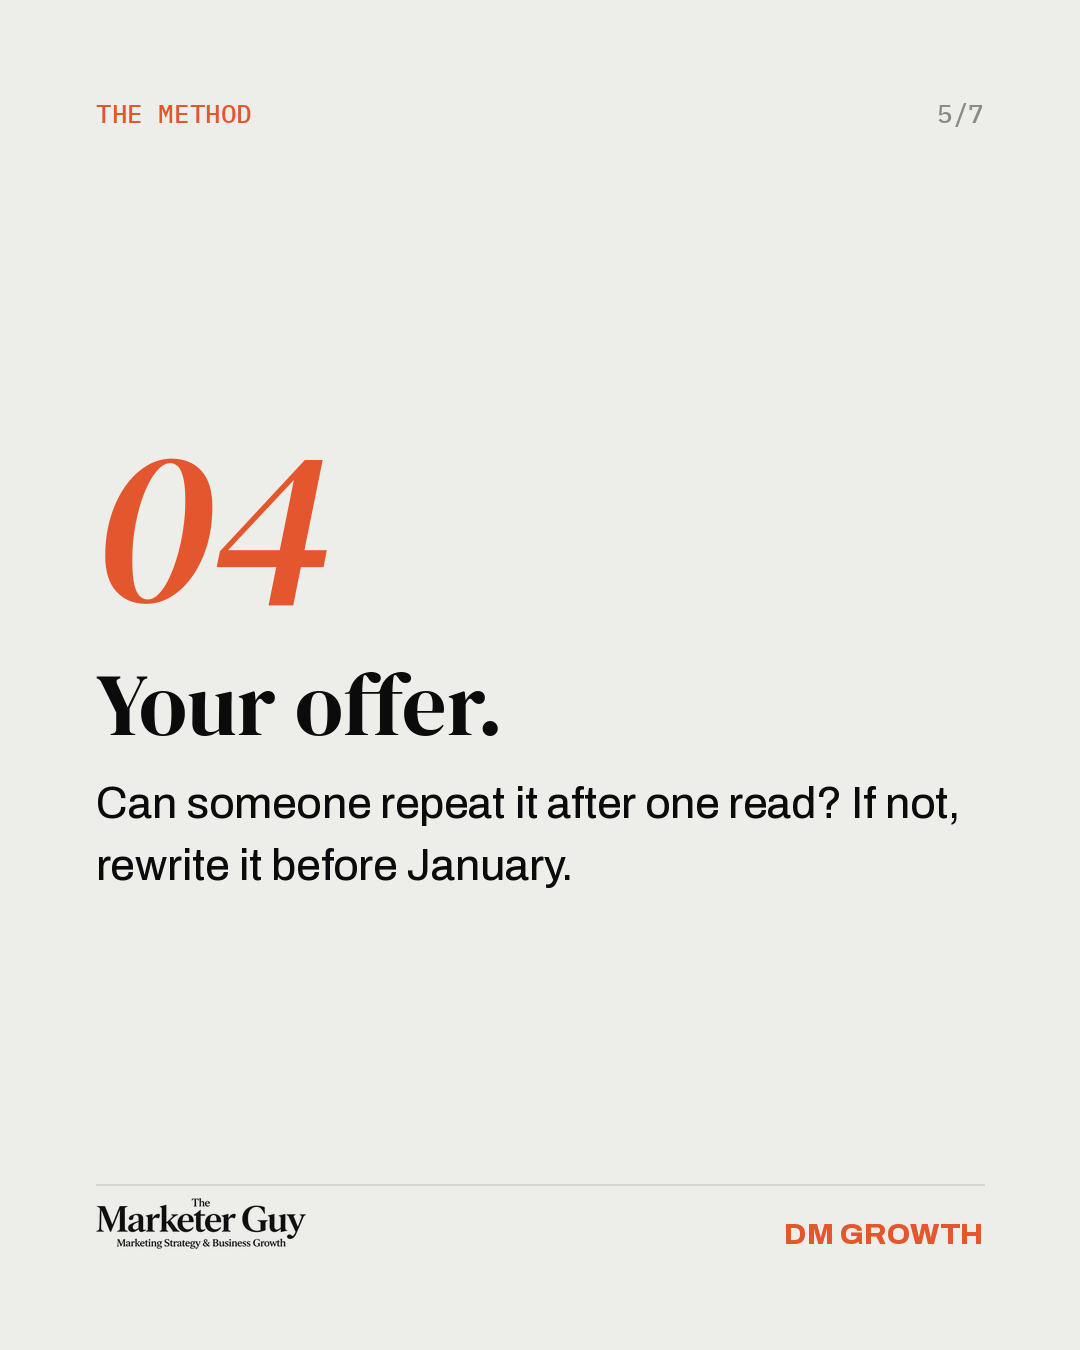 THE METHOD
5/7
04
Your offer.
Can someone repeat it after one read? If not,
rewrite it before January.
The
Marketer Guy
Marketing Strategy & Business Growth
DM GROWTH